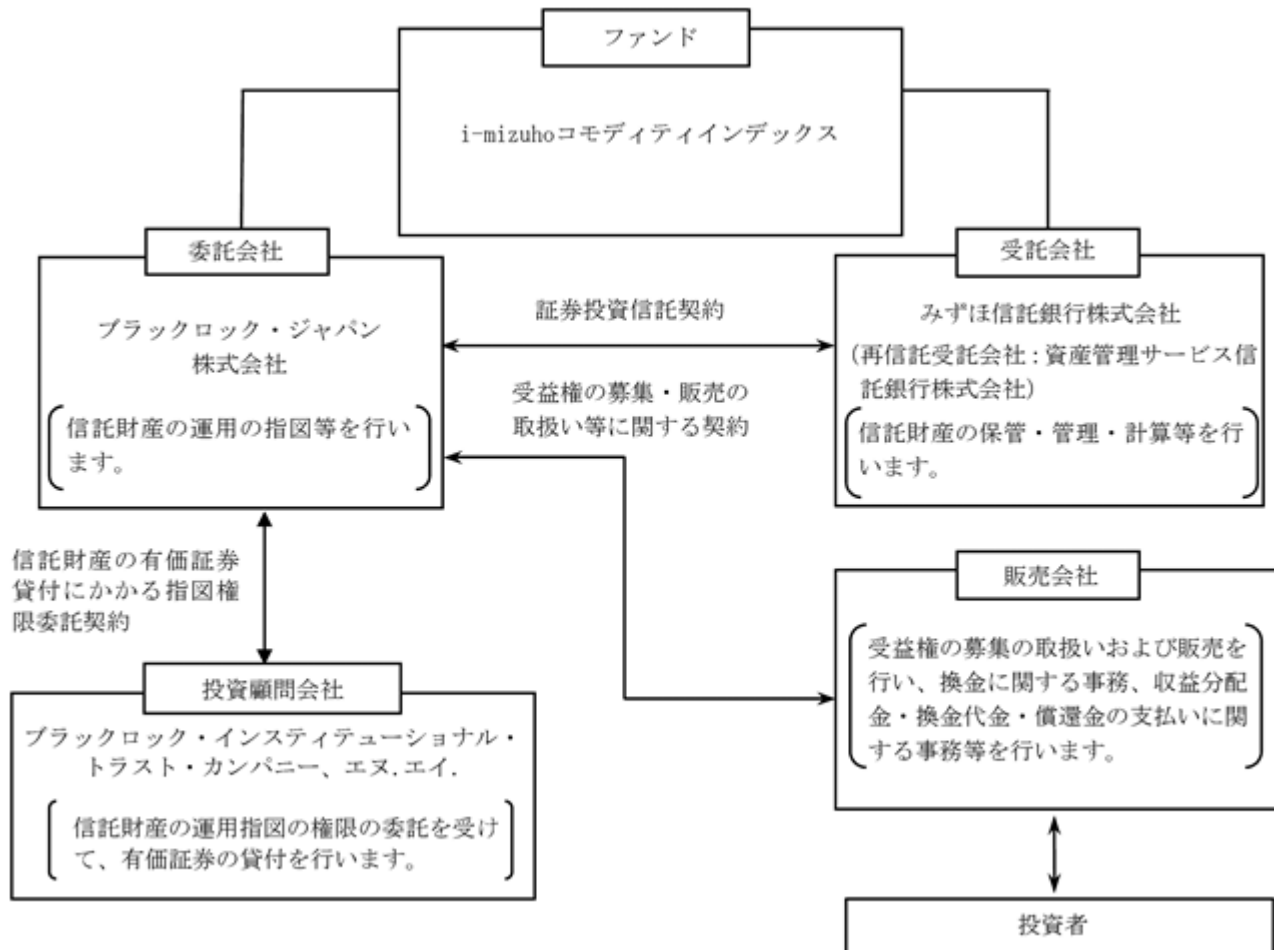 ファンド
i-mizuhoコモディティインデックス
委託会社
ブラックロック・ジャパン
株式会社
信託財産の運用の指図等を行い
ます。
証券投資信託契約
受益権の募集・販売の
取扱い等に関する契約
受託会社
みずほ信託銀行株式会社
(再信託受託会社:資産管理サービス信
託銀行株式会社)
信託財産の保管・管理・計算等を行
います。
信託財産の有価証券
貸付にかかる指図権
限委託契約
投資顧問会社
ブラックロック・インスティテューショナル・
トラスト・カンパニー、エヌ.エイ.
信託財産の運用指図の権限の委託を受け
て、有価証券の貸付を行います。
販売会社
受益権の募集の取扱いおよび販売を
行い、換金に関する事務、収益分配
金・換金代金・償還金の支払いに関
する事務等を行います。
投資者